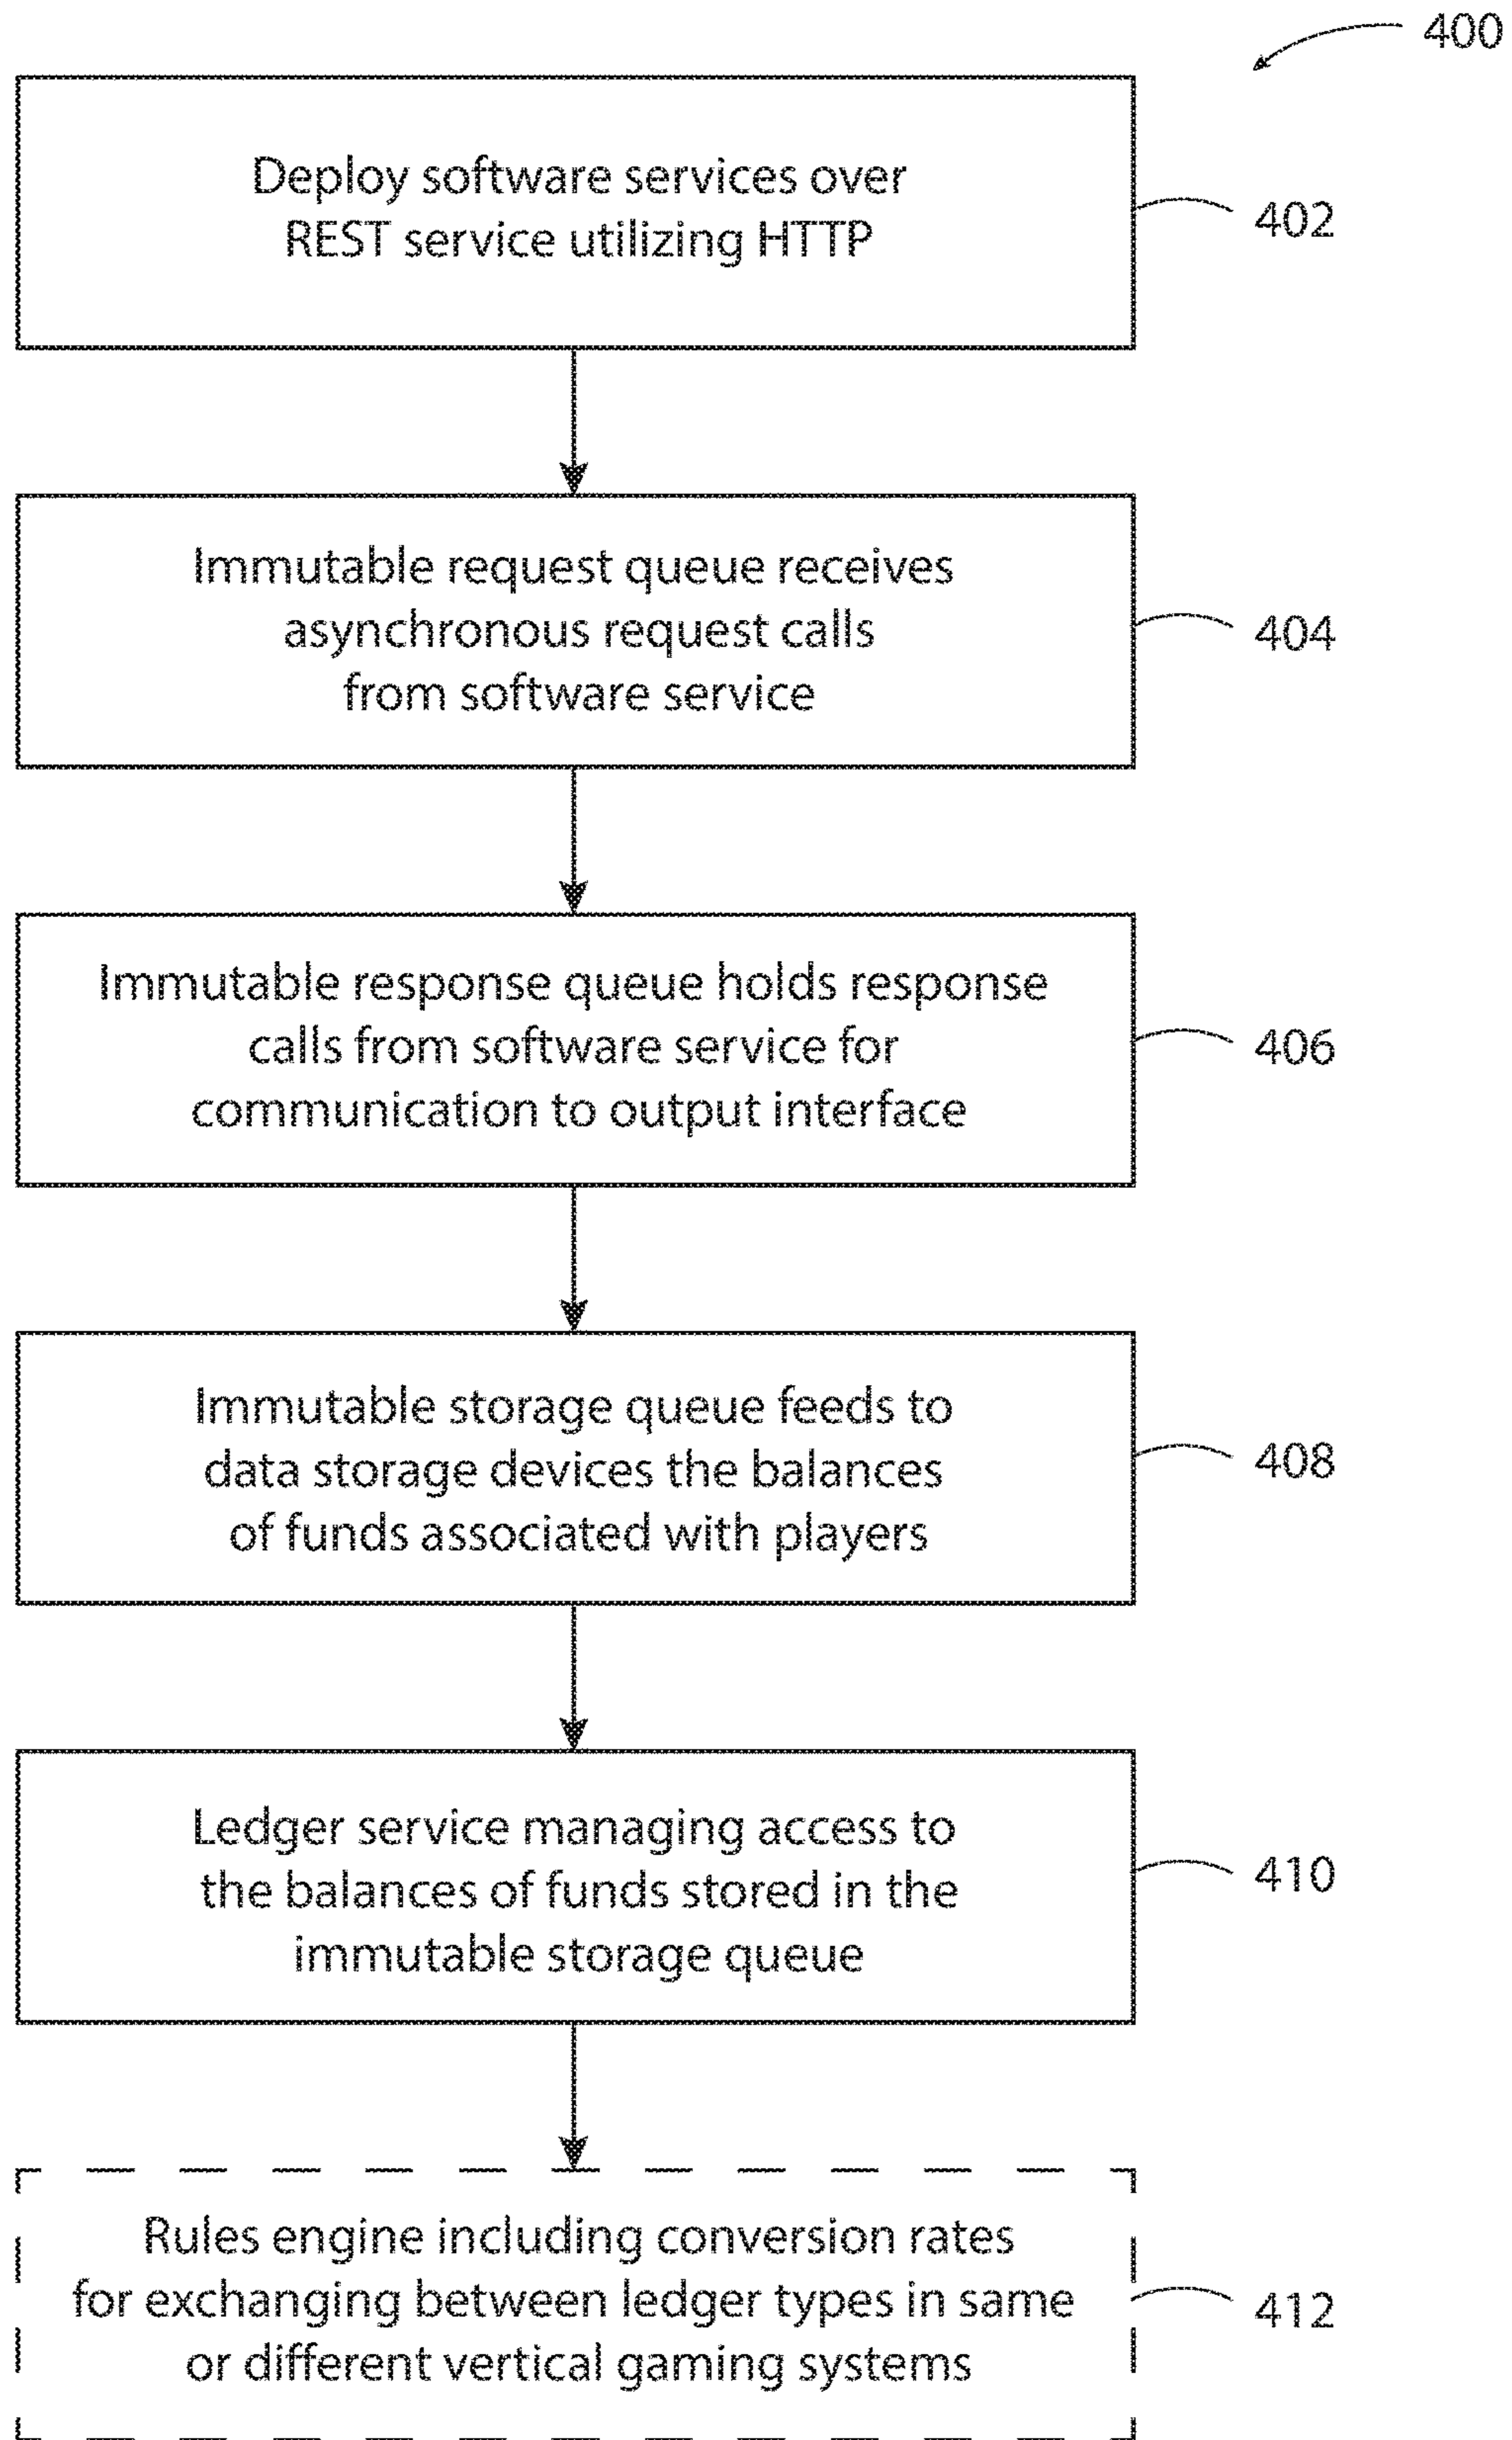 400
Deploy software services over
REST service utilizing HTTP
402
Immutable request queue receives
asynchronous request calls
from software service
404
Immutable response queue holds response
calls from software service for
communication to output interface
406
Immutable storage queue feeds to
data storage devices the balances
of funds associated with players
408
Ledger service managing access to
the balances of funds stored in the
immutable storage queue
410
Rules engine including conversion rates
for exchanging between ledger types in same
or different vertical gaming systems
412